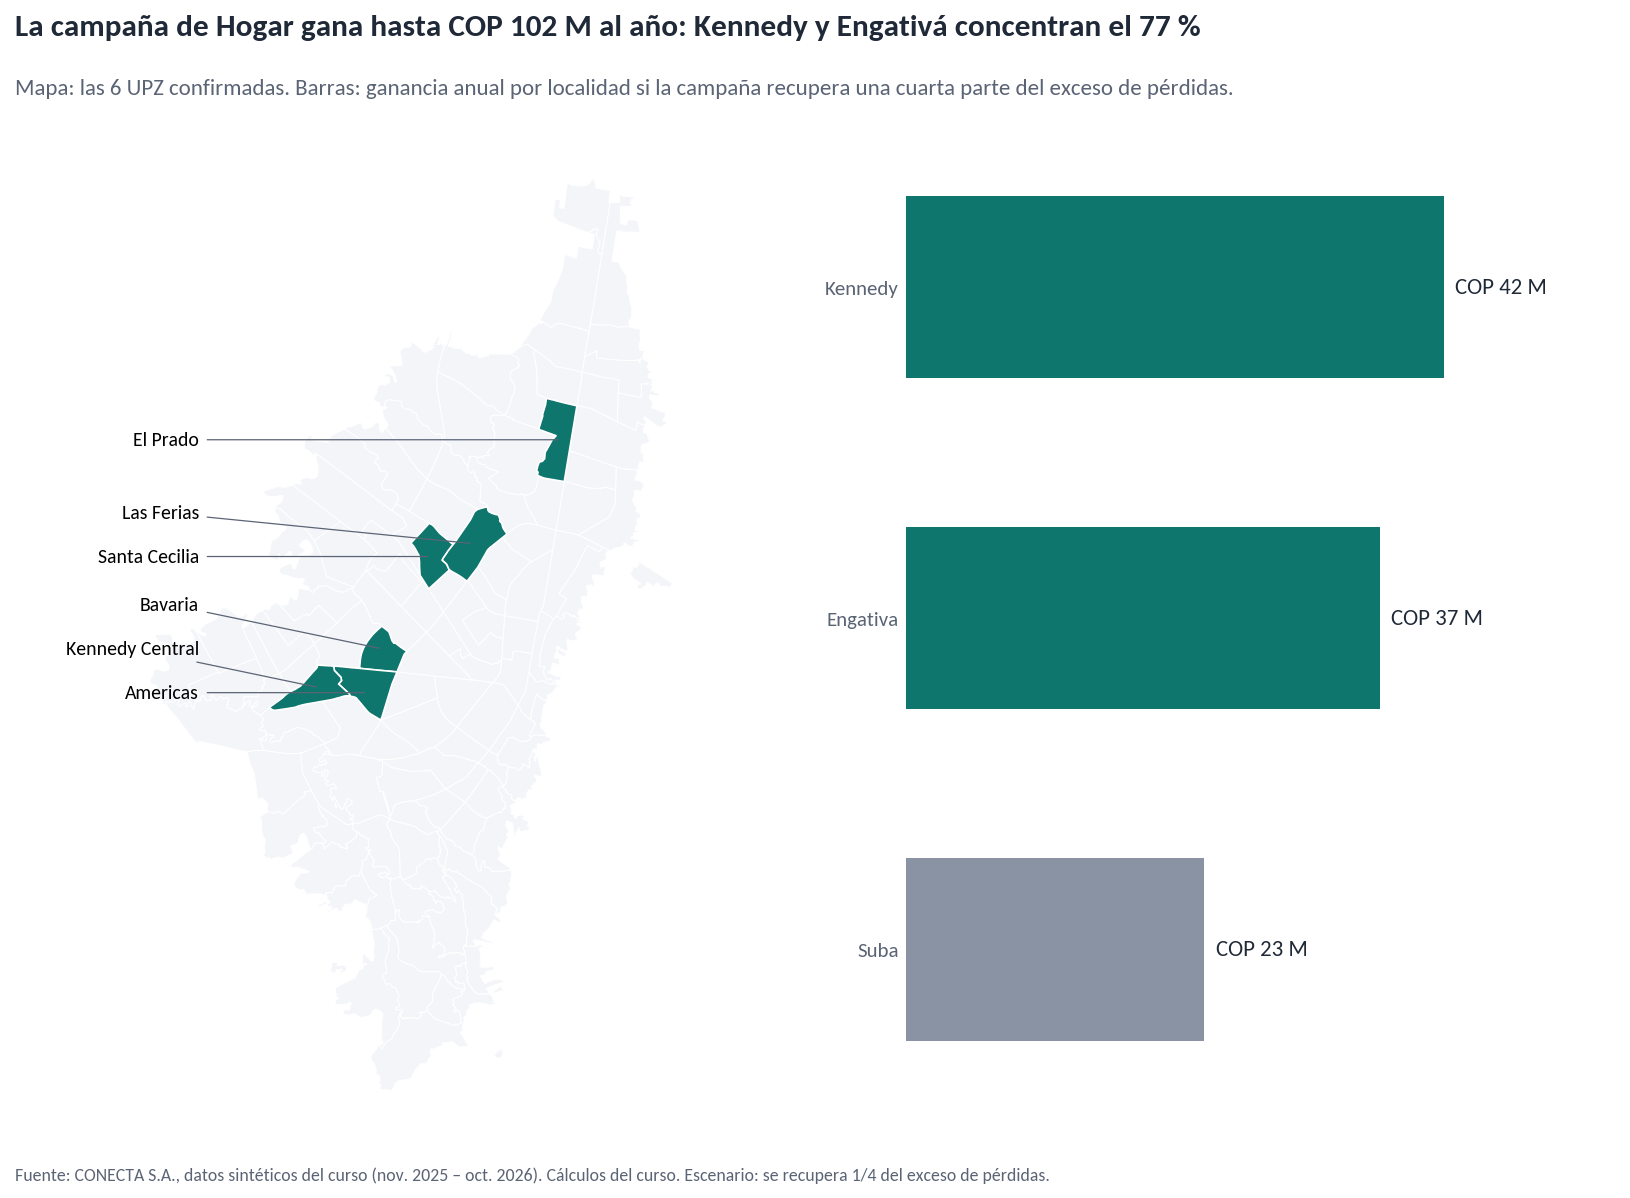 La campaña de Hogar gana hasta COP 102 M al año: Kennedy y Engativá concentran el 77 %
Mapa: las 6 UPZ confirmadas. Barras: ganancia anual por localidad si la campaña recupera una cuarta parte del exceso de pérdidas.
El Prado
Las Ferias
Santa Cecilia
Bavaria
Kennedy Central
Americas
Kennedy
COP 42 M
Engativa
COP 37 M
Suba
COP 23 M
Fuente: CONECTA S.A., datos sintéticos del curso (nov. 2025 – oct. 2026). Cálculos del curso. Escenario: se recupera 1/4 del exceso de pérdidas.